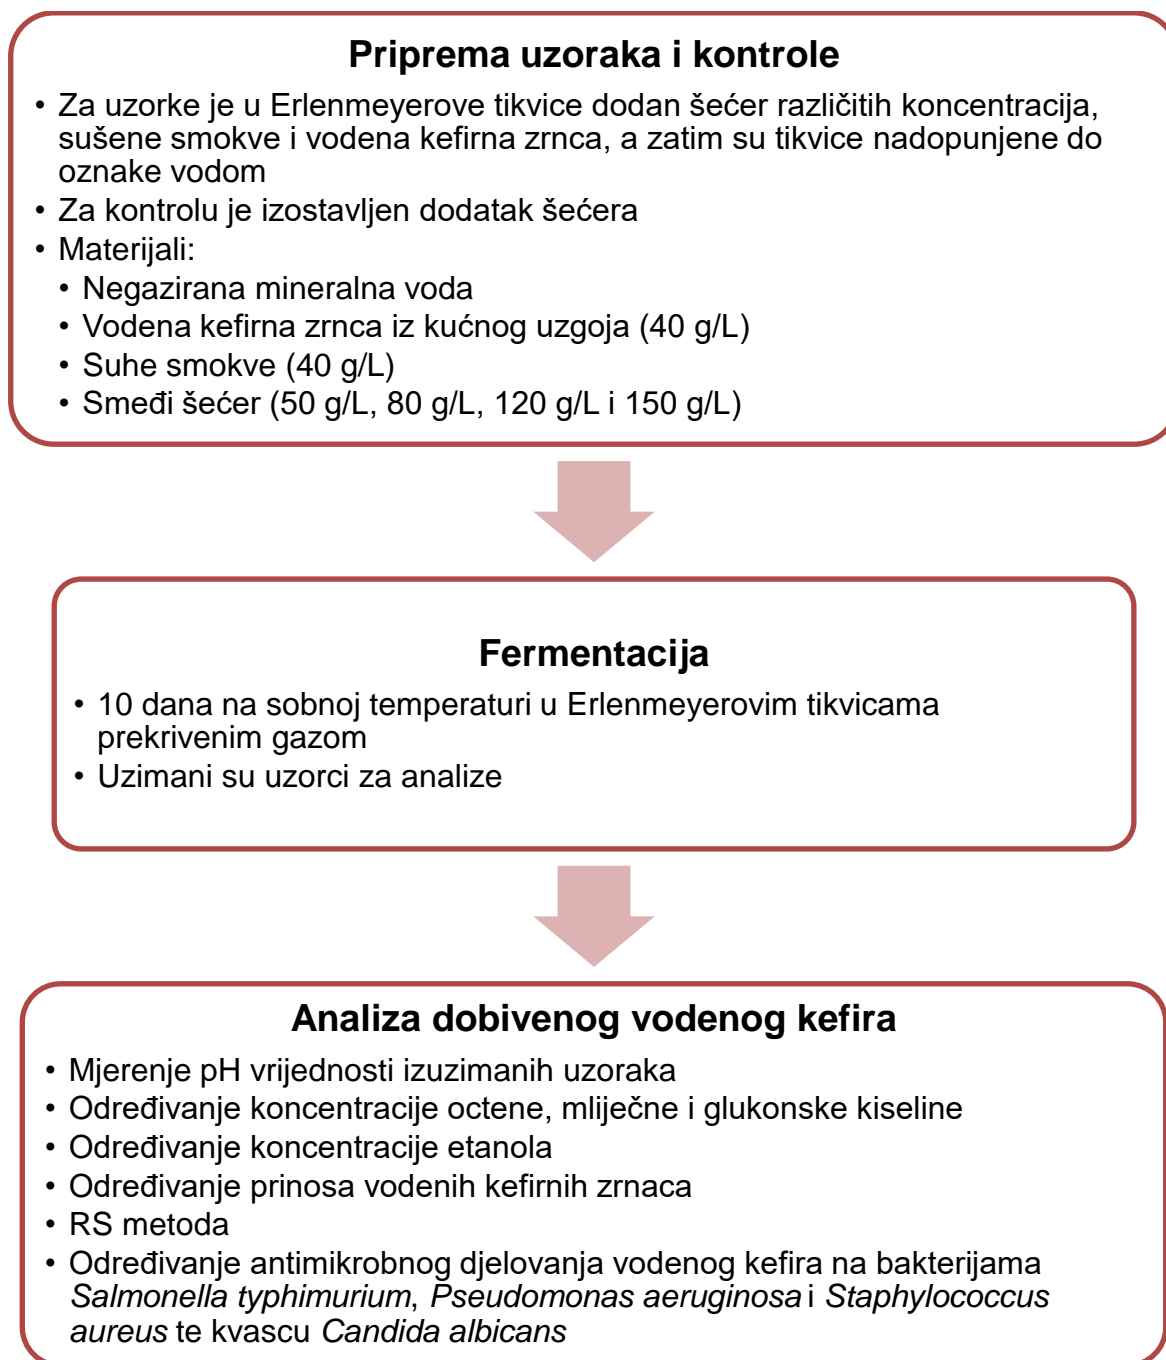 Priprema uzoraka i kontrole
• Za uzorke je u Erlenmeyerove tikvice dodan šećer različitih koncentracija,
sušene smokve i vodena kefirna zrnca, a zatim su tikvice nadopunjene do
oznake vodom
• Za kontrolu je izostavljen dodatak šećera
• Materijali:
• Negazirana mineralna voda
• Vodena kefirna zrnca iz kućnog uzgoja (40 g/L)
• Suhe smokve (40 g/L)
• Smeđi šećer (50 g/L, 80 g/L, 120 g/L i 150 g/L)
Fermentacija
• 10 dana na sobnoj temperaturi u Erlenmeyerovim tikvicama
prekrivenim gazom
• Uzimani su uzorci za analize
Analiza dobivenog vodenog kefira
• Mjerenje pH vrijednosti izuzimanih uzoraka
• Određivanje koncentracije octene, mliječne i glukonske kiseline
• Određivanje koncentracije etanola
• Određivanje prinosa vodenih kefirnih zrnaca
• RS metoda
• Određivanje antimikrobnog djelovanja vodenog kefira na bakterijama
Salmonella typhimurium, Pseudomonas aeruginosa i Staphylococcus
aureus te kvascu Candida albicans